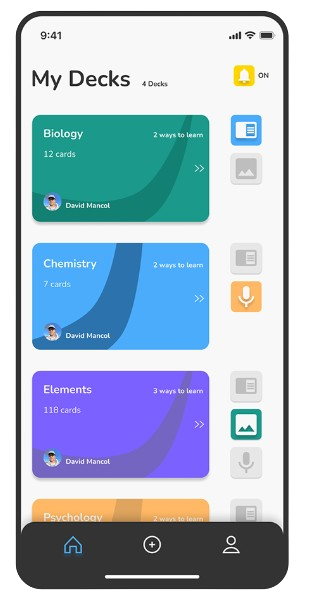 9:41
My Decks 4 Decks ON
Biology 2 ways to learn
12 cards
David Mancol
Chemistry 2 ways to learn
7 cards
David Mancol
Elements 3 ways to learn
118 cards
David Mancol
Psychology 2 ways to learn